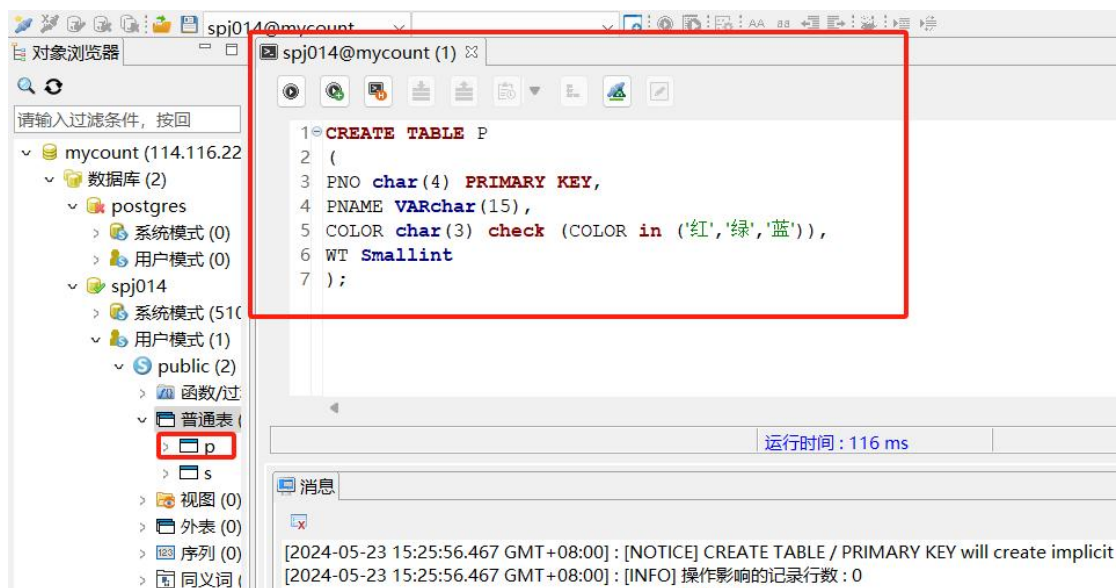 spj014@mycount
对象浏览器
请输入过滤条件, 按回
mycount (114.116.22
数据库 (2)
postgres
系统模式 (0)
用户模式 (0)
spj014
系统模式 (510
用户模式 (1)
public (2)
函数/过
普通表 (
p
s
视图 (0)
外表 (0)
序列 (0)
同义词 (
spj014@mycount (1)
1 CREATE TABLE P
2 (
3 PNO char(4) PRIMARY KEY,
4 PNAME VARchar(15),
5 COLOR char(3) check (COLOR in ('红','绿','蓝')),
6 WT Smallint
7 );
运行时间 : 116 ms
消息
[2024-05-23 15:25:56.467 GMT+08:00] : [NOTICE] CREATE TABLE / PRIMARY KEY will create implicit
[2024-05-23 15:25:56.467 GMT+08:00] : [INFO] 操作影响的记录行数 : 0